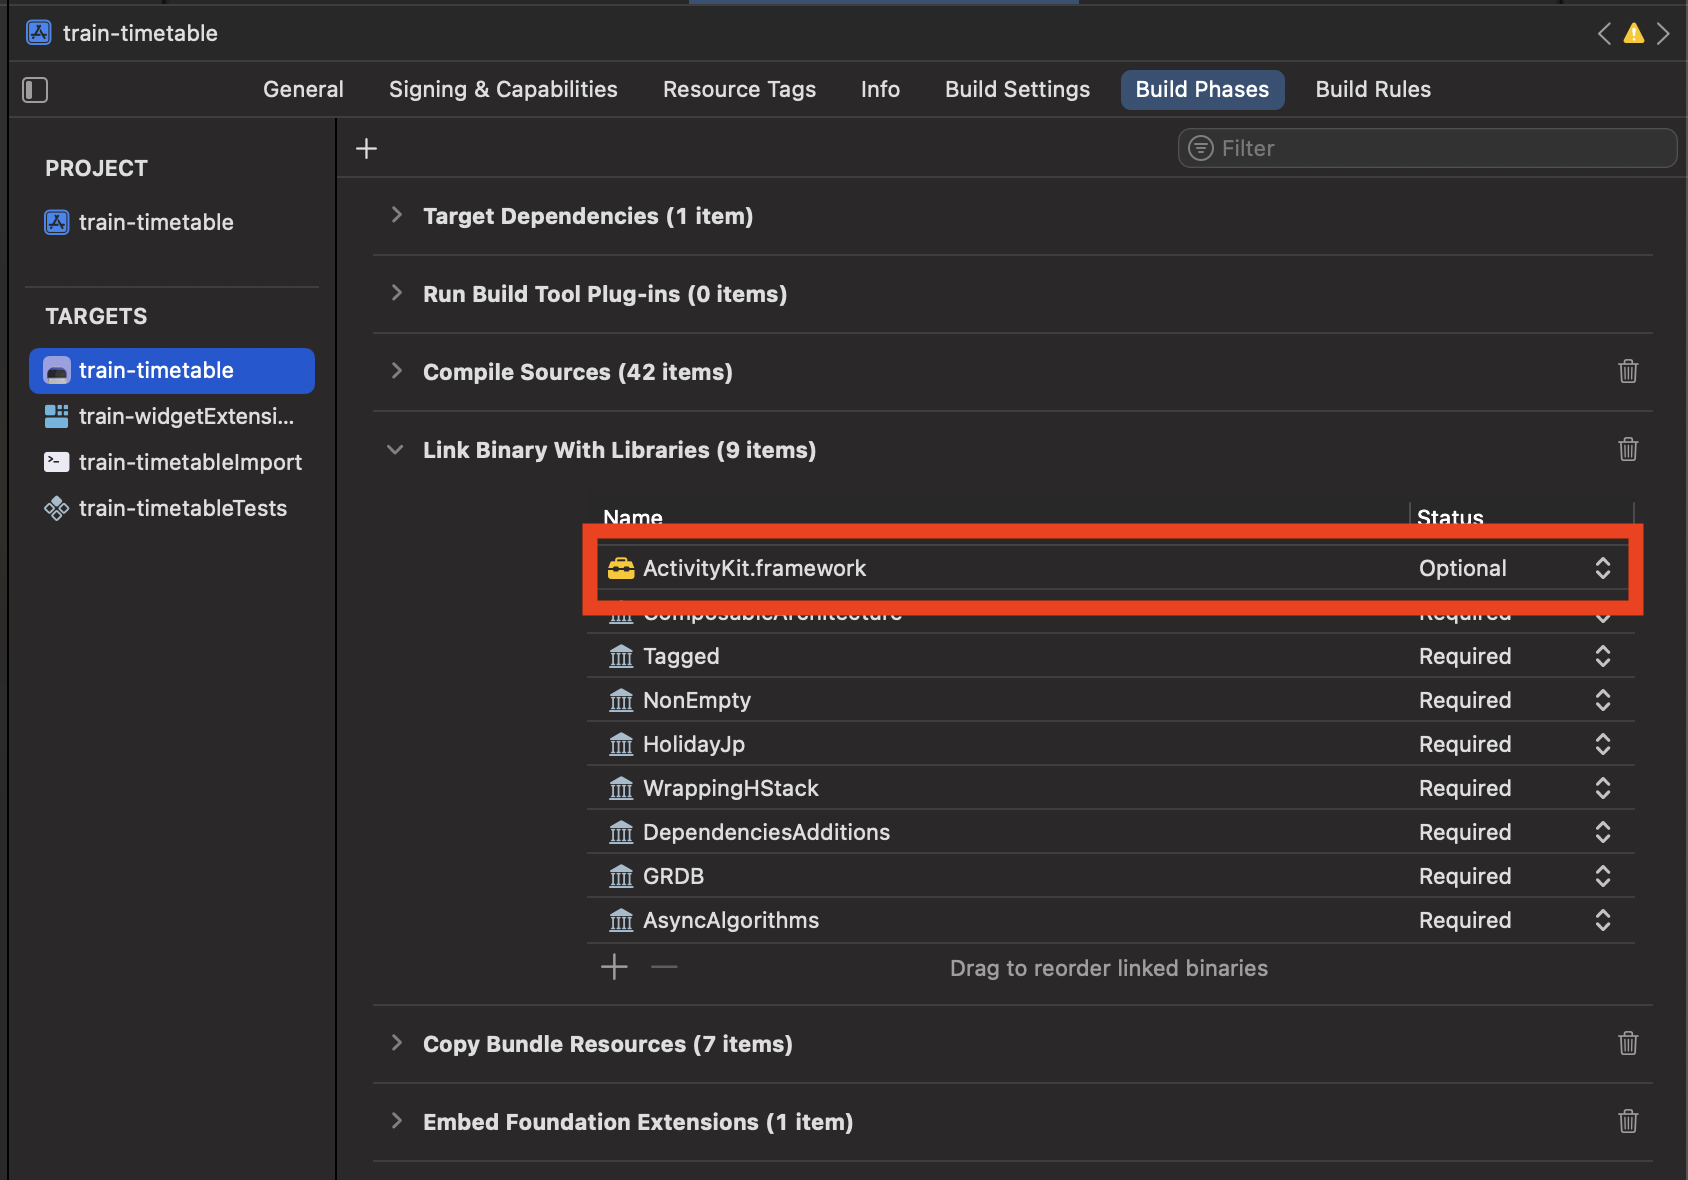 train-timetable
General Signing & Capabilities Resource Tags Info Build Settings Build Phases Build Rules
PROJECT
train-timetable
TARGETS
train-timetable
train-widgetExtensi...
train-timetableImport
train-timetableTests
Filter
Target Dependencies (1 item)
Run Build Tool Plug-ins (0 items)
Compile Sources (42 items)
Link Binary With Libraries (9 items)
Name Status
ActivityKit.framework Optional
ComposableArchitecture Required
Tagged Required
NonEmpty Required
HolidayJp Required
WrappingHStack Required
DependenciesAdditions Required
GRDB Required
AsyncAlgorithms Required
Drag to reorder linked binaries
Copy Bundle Resources (7 items)
Embed Foundation Extensions (1 item)